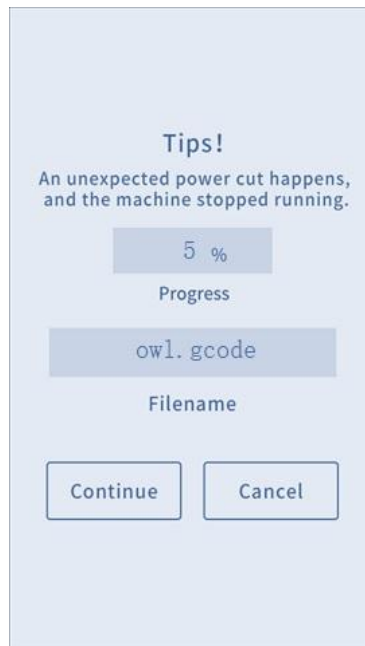 Tips!
An unexpected power cut happens,
and the machine stopped running.
5 %
Progress
owl.gcode
Filename
Continue
Cancel